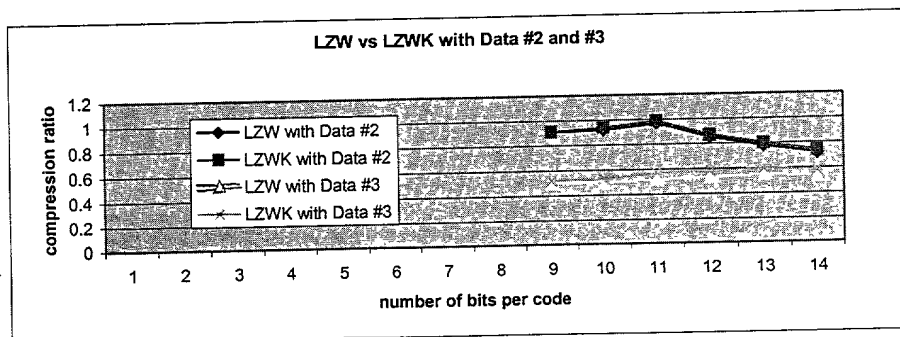 LZW vs LZWK with Data #2 and #3
compression ratio
1.2
1
0.8
0.6
0.4
0.2
0
LZW with Data #2
LZWK with Data #2
LZW with Data #3
LZWK with Data #3
1 2 3 4 5 6 7 8 9 10 11 12 13 14
number of bits per code